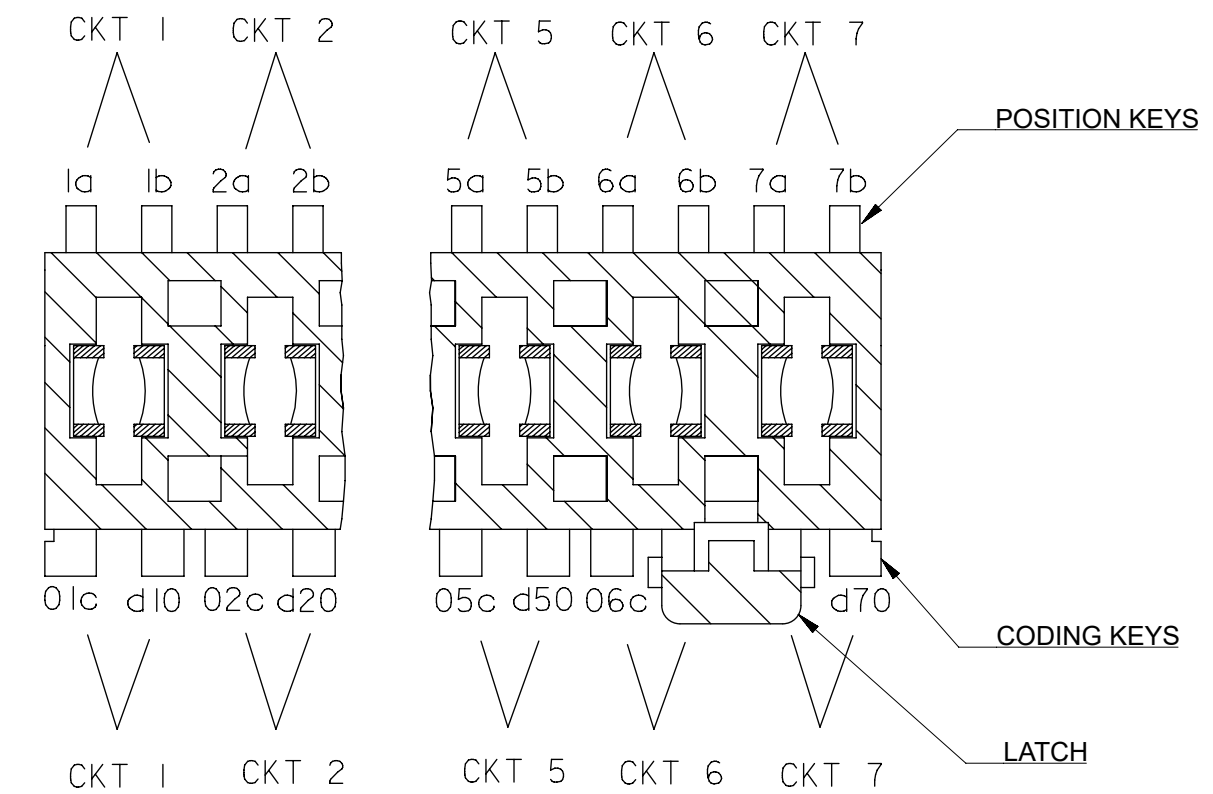 CKT 1 CKT 2 CKT 5 CKT 6 CKT 7
POSITION KEYS
1a 1b 2a 2b 5a 5b 6a 6b 7a 7b
01c d10 02c d20 05c d50 06c d70
CODING KEYS
LATCH
CKT 1 CKT 2 CKT 5 CKT 6 CKT 7